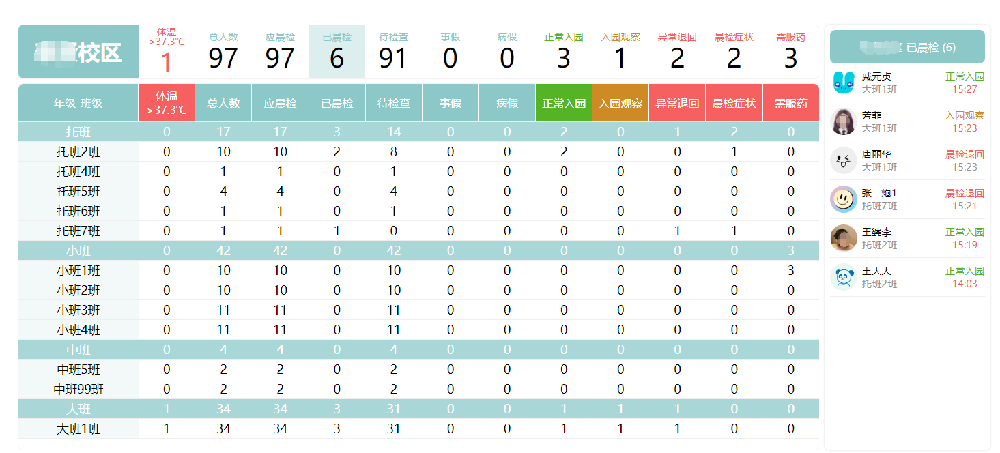 校区
体温 总人数 应晨检 已晨检 待检查 事假 病假 正常入园 入园观察 异常退回 晨检症状 需服药
>37.3℃
1 97 97 6 91 0 0 3 1 2 2 3
年级-班级 体温 >37.3℃ 总人数 应晨检 已晨检 待检查 事假 病假 正常入园 入园观察 异常退回 晨检症状 需服药
托班 0 17 17 3 14 0 0 2 0 1 2 0
托班2班 0 10 10 2 8 0 0 2 0 0 1 0
托班4班 0 1 1 0 1 0 0 0 0 0 0 0
托班5班 0 4 4 0 4 0 0 0 0 0 0 0
托班6班 0 1 1 0 1 0 0 0 0 0 0 0
托班7班 0 1 1 1 0 0 0 0 0 1 1 0
小班 0 42 42 0 42 0 0 0 0 0 0 3
小班1班 0 10 10 0 10 0 0 0 0 0 0 3
小班2班 0 10 10 0 10 0 0 0 0 0 0 0
小班3班 0 11 11 0 11 0 0 0 0 0 0 0
小班4班 0 11 11 0 11 0 0 0 0 0 0 0
中班 0 4 4 0 4 0 0 0 0 0 0 0
中班5班 0 2 2 0 2 0 0 0 0 0 0 0
中班99班 0 2 2 0 2 0 0 0 0 0 0 0
大班 1 34 34 3 31 0 0 1 1 1 0 0
大班1班 1 34 34 3 31 0 0 1 1 1 0 0
已晨检 (6)
戚元贞 正常入园
大班1班 15:27
芳菲 入园观察
大班1班 15:23
唐丽华 晨检退回
大班1班 15:23
张二炮1 晨检退回
托班7班 15:21
王婆李 正常入园
托班2班 15:19
王大大 正常入园
托班2班 14:03